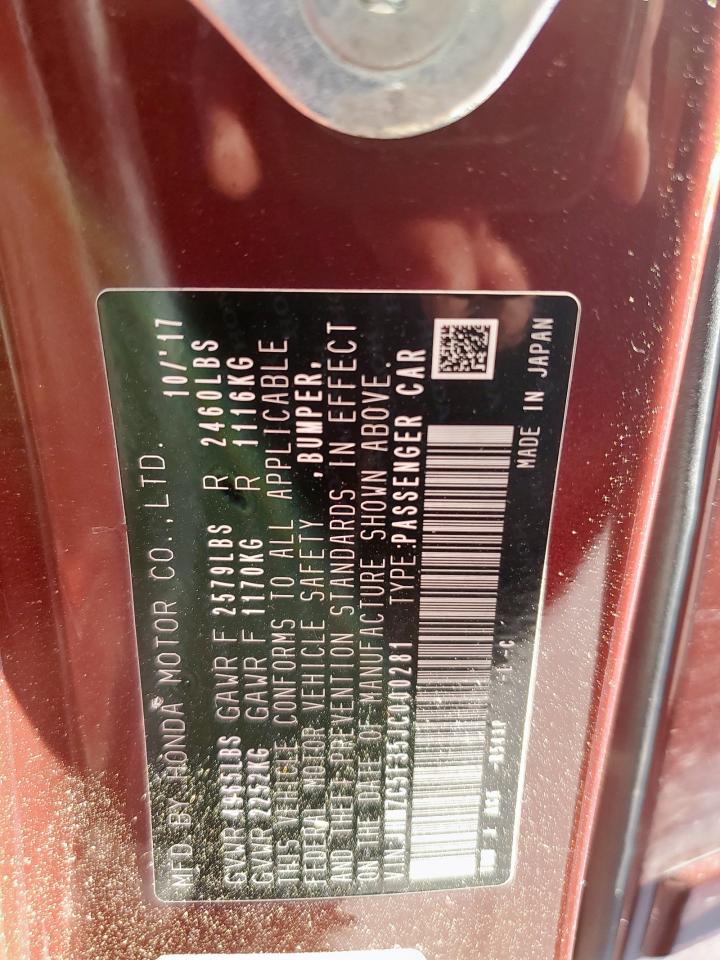 MFD BY HONDA MOTOR CO., LTD. 10/'17
GVWR 4965LBS GAWR F 2579LBS R 2460LBS
GVWR 2252KG GAWR F 1170KG R 1116KG
THIS VEHICLE CONFORMS TO ALL APPLICABLE
FEDERAL MOTOR VEHICLE SAFETY ,BUMPER,
AND THEFT PREVENTION STANDARDS IN EFFECT
ON THE DATE OF MANUFACTURE SHOWN ABOVE.
V.I.N. TYPE:PASSENGER CAR
MADE IN JAPAN